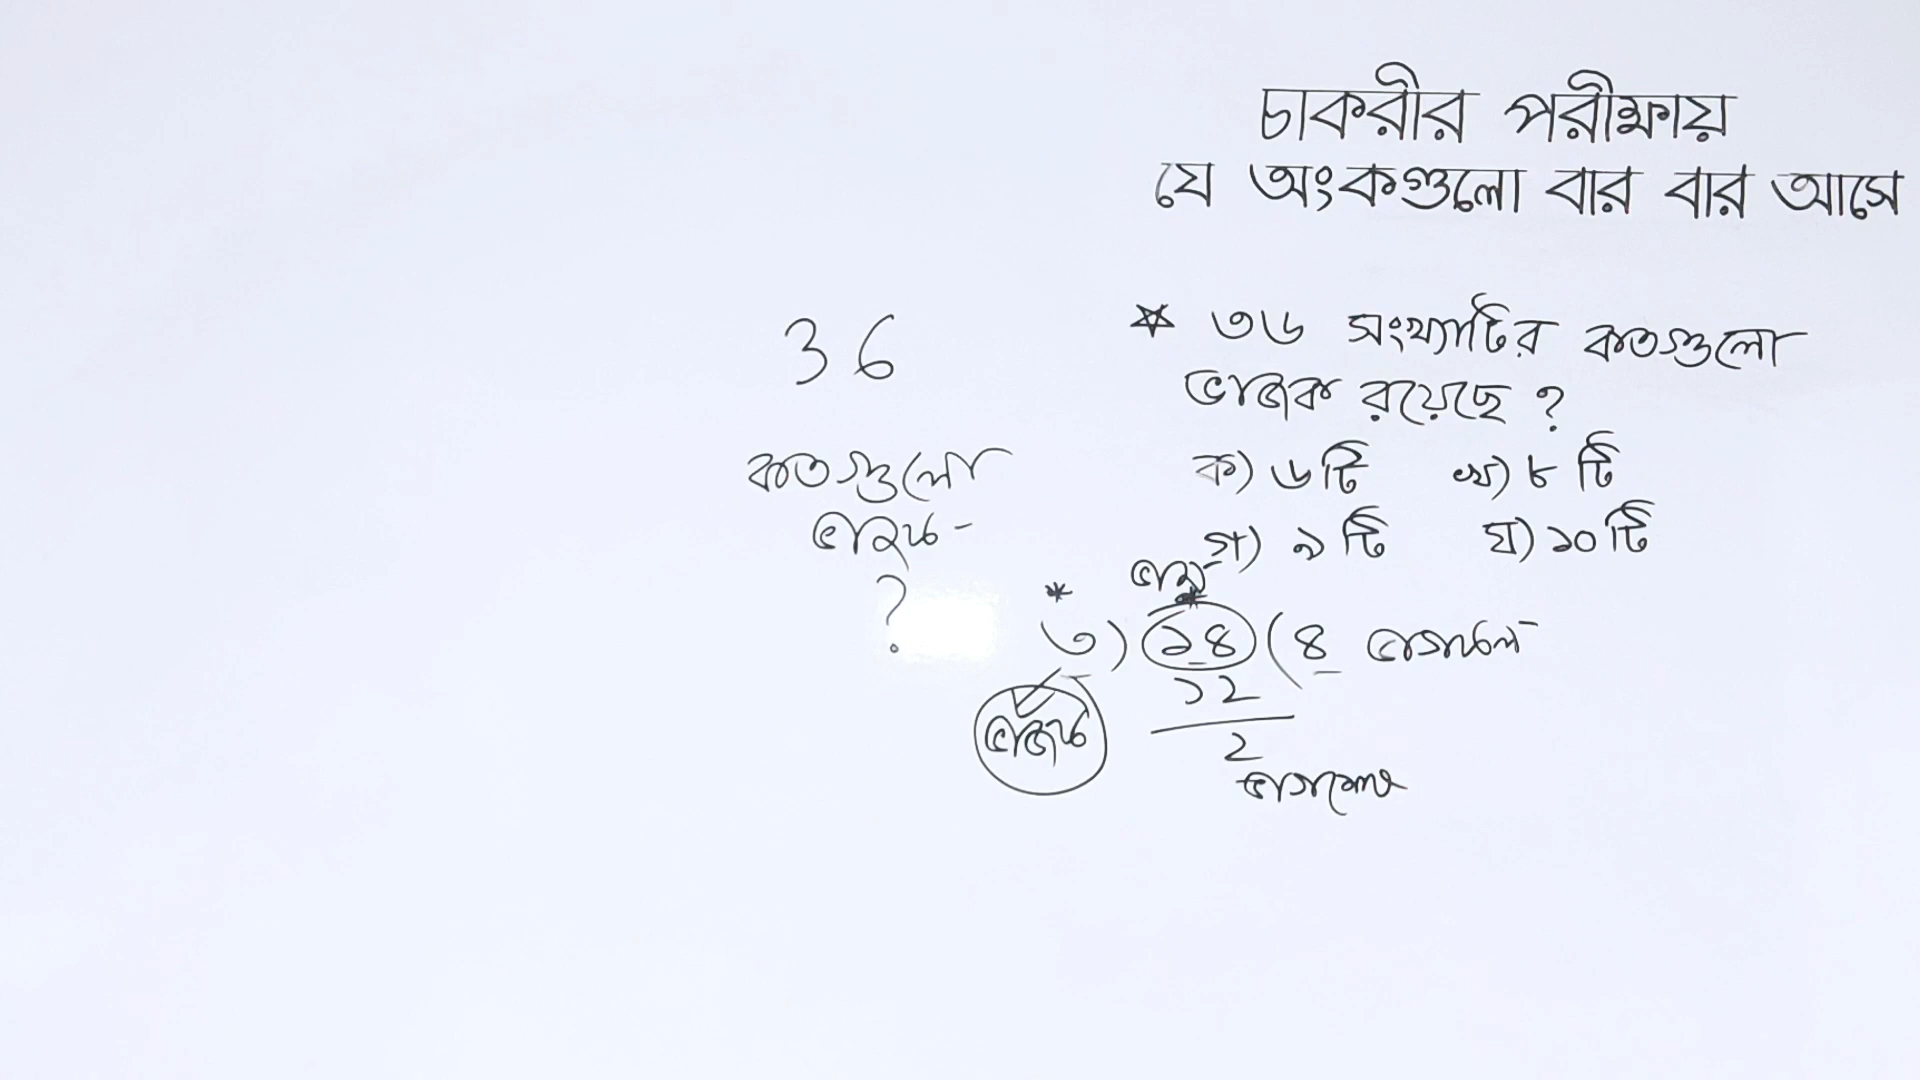 চাকরীর পরীক্ষায়
যে অংকগুলো বার বার আসে
* ৩৬ সংখ্যাটির কতগুলো
ভাজক রয়েছে ?
ক) ৬টি খ) ৮ টি
গ) ৯ টি ঘ) ১০টি
36
কতগুলো
?
ভাজ্য
*
৩) ১৪ (৪ ভাগফল
১২
২
ভাজক
ভাগশেষ